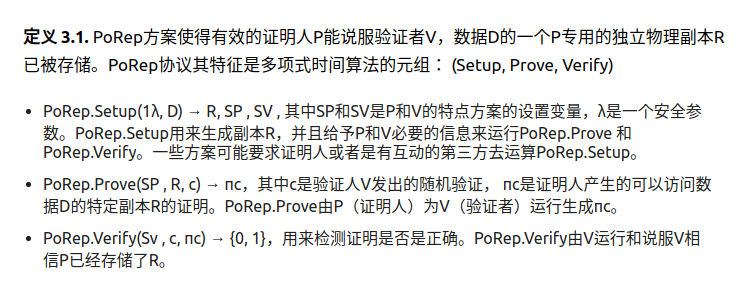 定义 3.1. PoRep方案使得有效的证明人P能说服验证者V，数据D的一个P专用的独立物理副本R
已被存储。PoRep协议其特征是多项式时间算法的元组： (Setup, Prove, Verify)
• PoRep.Setup(1λ, D) → R, SP , SV , 其中SP和SV是P和V的特点方案的设置变量，λ是一个安全参
数。PoRep.Setup用来生成副本R，并且给予P和V必要的信息来运行PoRep.Prove 和
PoRep.Verify。一些方案可能要求证明人或者是有互动的第三方去运算PoRep.Setup。
• PoRep.Prove(SP , R, c) → πc，其中c是验证人V发出的随机验证， πc是证明人产生的可以访问数
据D的特定副本R的证明。PoRep.Prove由P（证明人）为V（验证者）运行生成πc。
• PoRep.Verify(Sv , c, πc) → {0, 1}，用来检测证明是否是正确。PoRep.Verify由V运行和说服V相
信P已经存储了R。